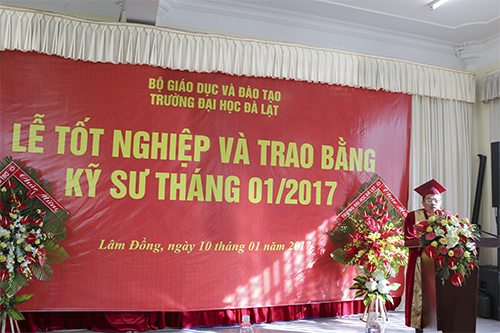 BỘ GIÁO DỤC VÀ ĐÀO TẠO
TRƯỜNG ĐẠI HỌC ĐÀ LẠT
LỄ TỐT NGHIỆP VÀ TRAO BẰNG
KỸ SƯ THÁNG 01/2017
Lâm Đồng, ngày 10 tháng 01 năm